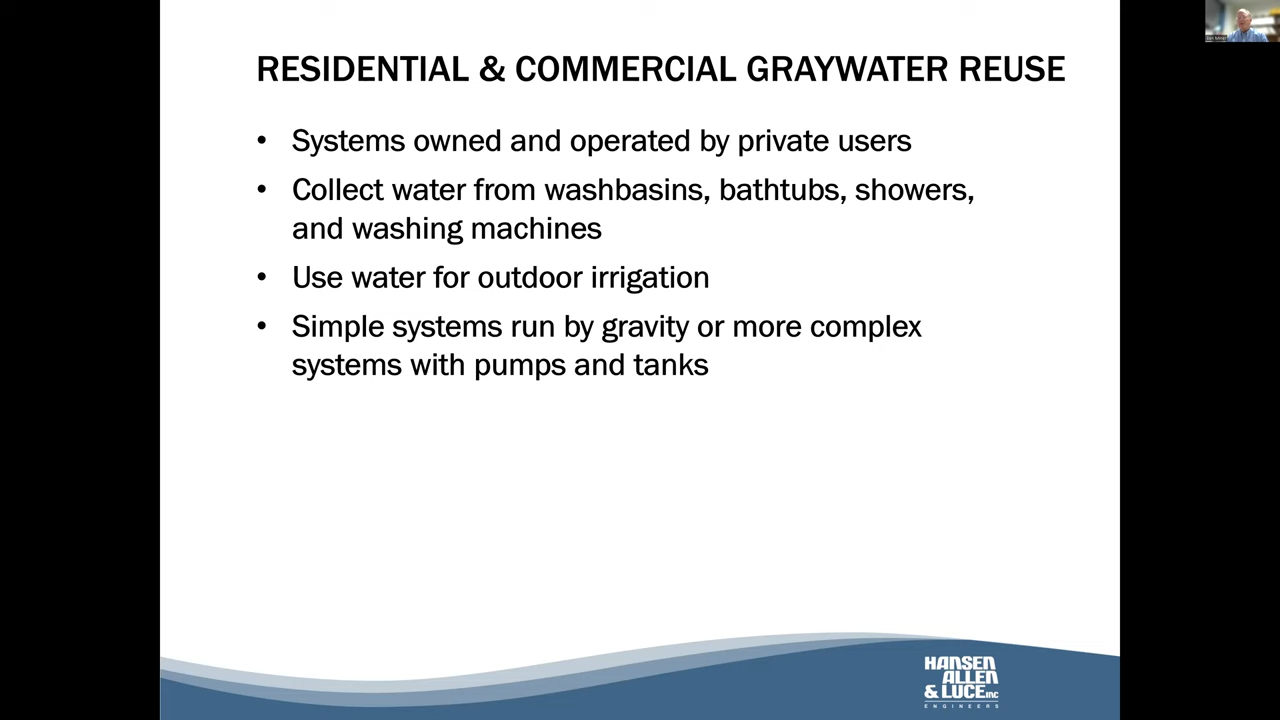 RESIDENTIAL & COMMERCIAL GRAYWATER REUSE
• Systems owned and operated by private users
• Collect water from washbasins, bathtubs, showers,
and washing machines
• Use water for outdoor irrigation
• Simple systems run by gravity or more complex
systems with pumps and tanks
HANSEN
ALLEN
& LUCE INC
ENGINEERS